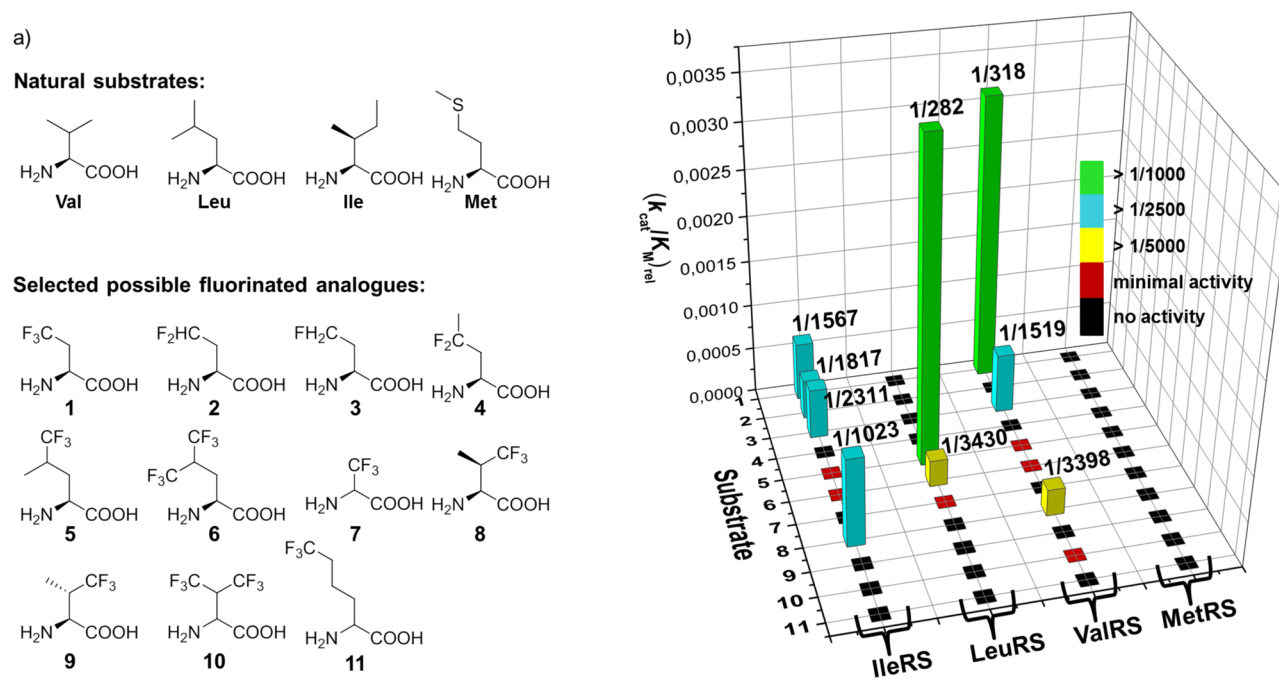 a)
Natural substrates:
S
H₂N COOH
Val
H₂N COOH
Leu
H₂N COOH
Ile
H₂N COOH
Met
Selected possible fluorinated analogues:
F₃C
H₂N COOH
1
F₂HC
H₂N COOH
2
FH₂C
H₂N COOH
3
F₂C
H₂N COOH
4
CF₃
H₂N COOH
5
CF₃
F₃C
H₂N COOH
6
CF₃
H₂N COOH
7
CF₃
H₂N COOH
8
CF₃
H₂N COOH
9
F₃C CF₃
H₂N COOH
10
F₃C
H₂N COOH
11
b)
0,0035
0,0030
0,0025
0,0020
0,0015
0,0010
0,0005
0,0000
(kcat/KM)rel
1/318
1/282
1/1567
1/1817
1/2311
1/1023
1/3430
1/1519
1/3398
> 1/1000
> 1/2500
> 1/5000
minimal activity
no activity
Substrate
1
2
3
4
5
6
7
8
9
10
11
IleRS
LeuRS
ValRS
MetRS